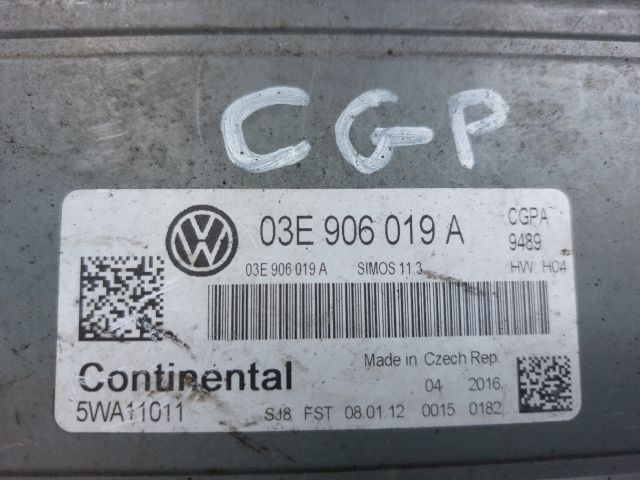 CGP
VW
03E 906 019 A
CGPA
9489
03E 906 019 A SIMOS 11.3 HW H04
Continental
Made in Czech Rep.
04 2016
5WA11011
SJ8 FST 08.01.12 0015 0182